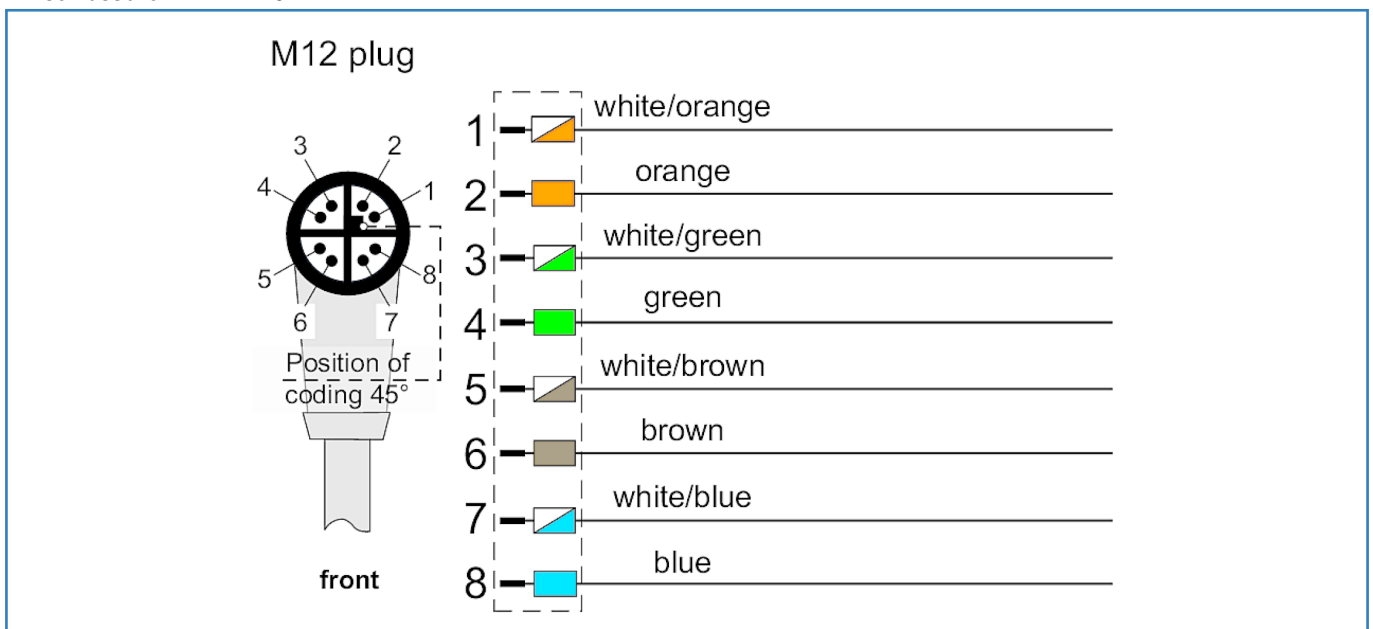 M12 plug
3
2
4
1
5
8
6
7
Position of
coding 45°
front
1
white/orange
2
orange
3
white/green
4
green
5
white/brown
6
brown
7
white/blue
8
blue